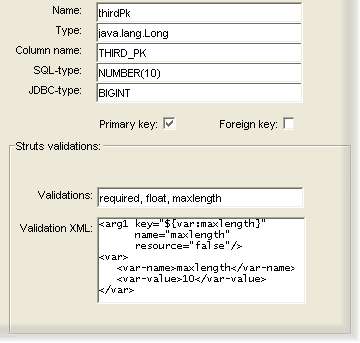 Name: thirdPk
Type: java.lang.Long
Column name: THIRD_PK
SQL-type: NUMBER(10)
JDBC-type: BIGINT
Primary key: Foreign key:
Struts validations:
Validations: required, float, maxlength
Validation XML: <arg1 key="${var:maxlength}"
name="maxlength"
resource="false"/>
<var>
<var-name>maxlength</var-name>
<var-value>10</var-value>
</var>